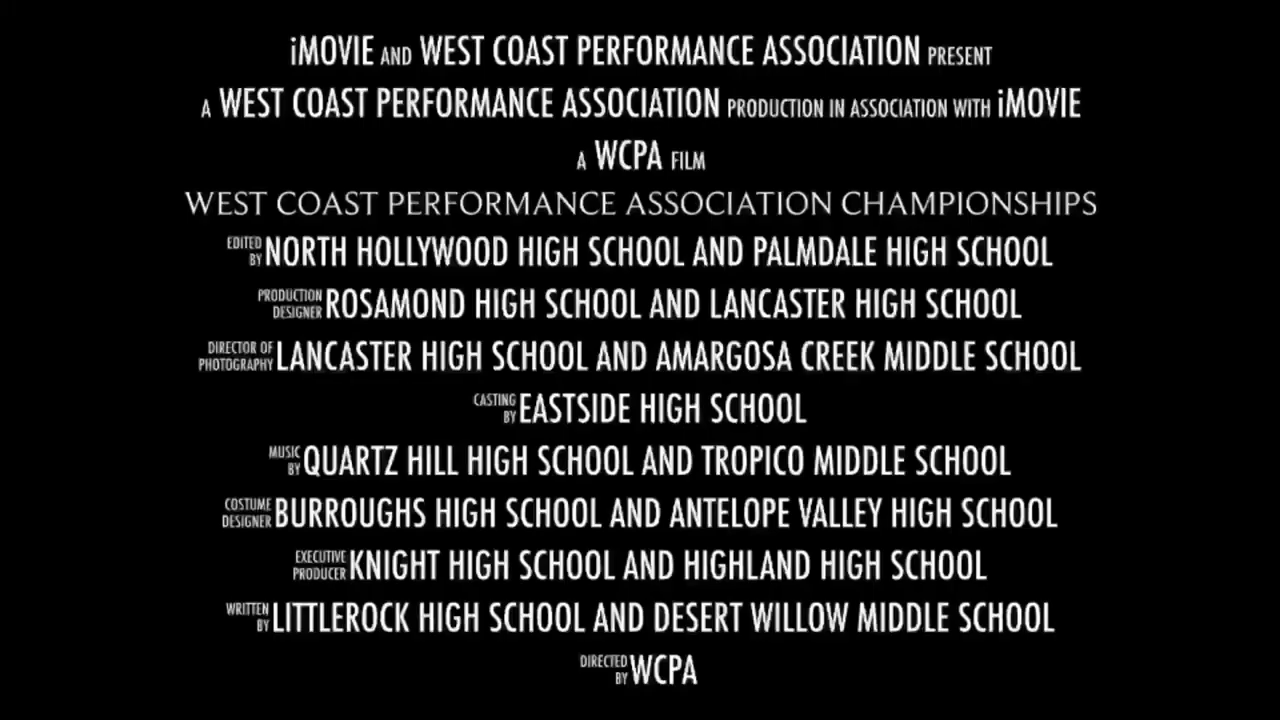 iMOVIE AND WEST COAST PERFORMANCE ASSOCIATION PRESENT
A WEST COAST PERFORMANCE ASSOCIATION PRODUCTION IN ASSOCIATION WITH iMOVIE
A WCPA FILM
WEST COAST PERFORMANCE ASSOCIATION CHAMPIONSHIPS
EDITED BY NORTH HOLLYWOOD HIGH SCHOOL AND PALMDALE HIGH SCHOOL
PRODUCTION DESIGNER ROSAMOND HIGH SCHOOL AND LANCASTER HIGH SCHOOL
DIRECTOR OF PHOTOGRAPHY LANCASTER HIGH SCHOOL AND AMARGOSA CREEK MIDDLE SCHOOL
CASTING BY EASTSIDE HIGH SCHOOL
MUSIC BY QUARTZ HILL HIGH SCHOOL AND TROPICO MIDDLE SCHOOL
COSTUME DESIGNER BURROUGHS HIGH SCHOOL AND ANTELOPE VALLEY HIGH SCHOOL
EXECUTIVE PRODUCER KNIGHT HIGH SCHOOL AND HIGHLAND HIGH SCHOOL
WRITTEN BY LITTLEROCK HIGH SCHOOL AND DESERT WILLOW MIDDLE SCHOOL
DIRECTED BY WCPA